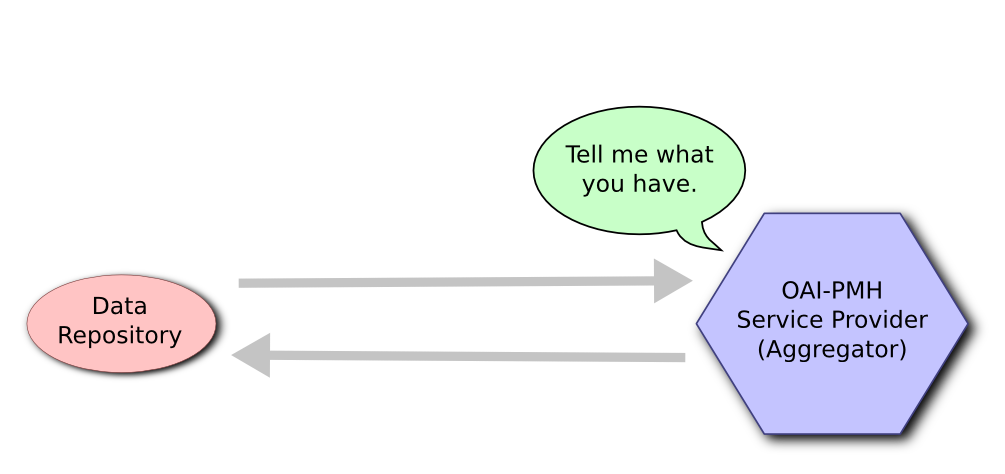 Tell me what
you have.
Data
Repository
OAI-PMH
Service Provider
(Aggregator)